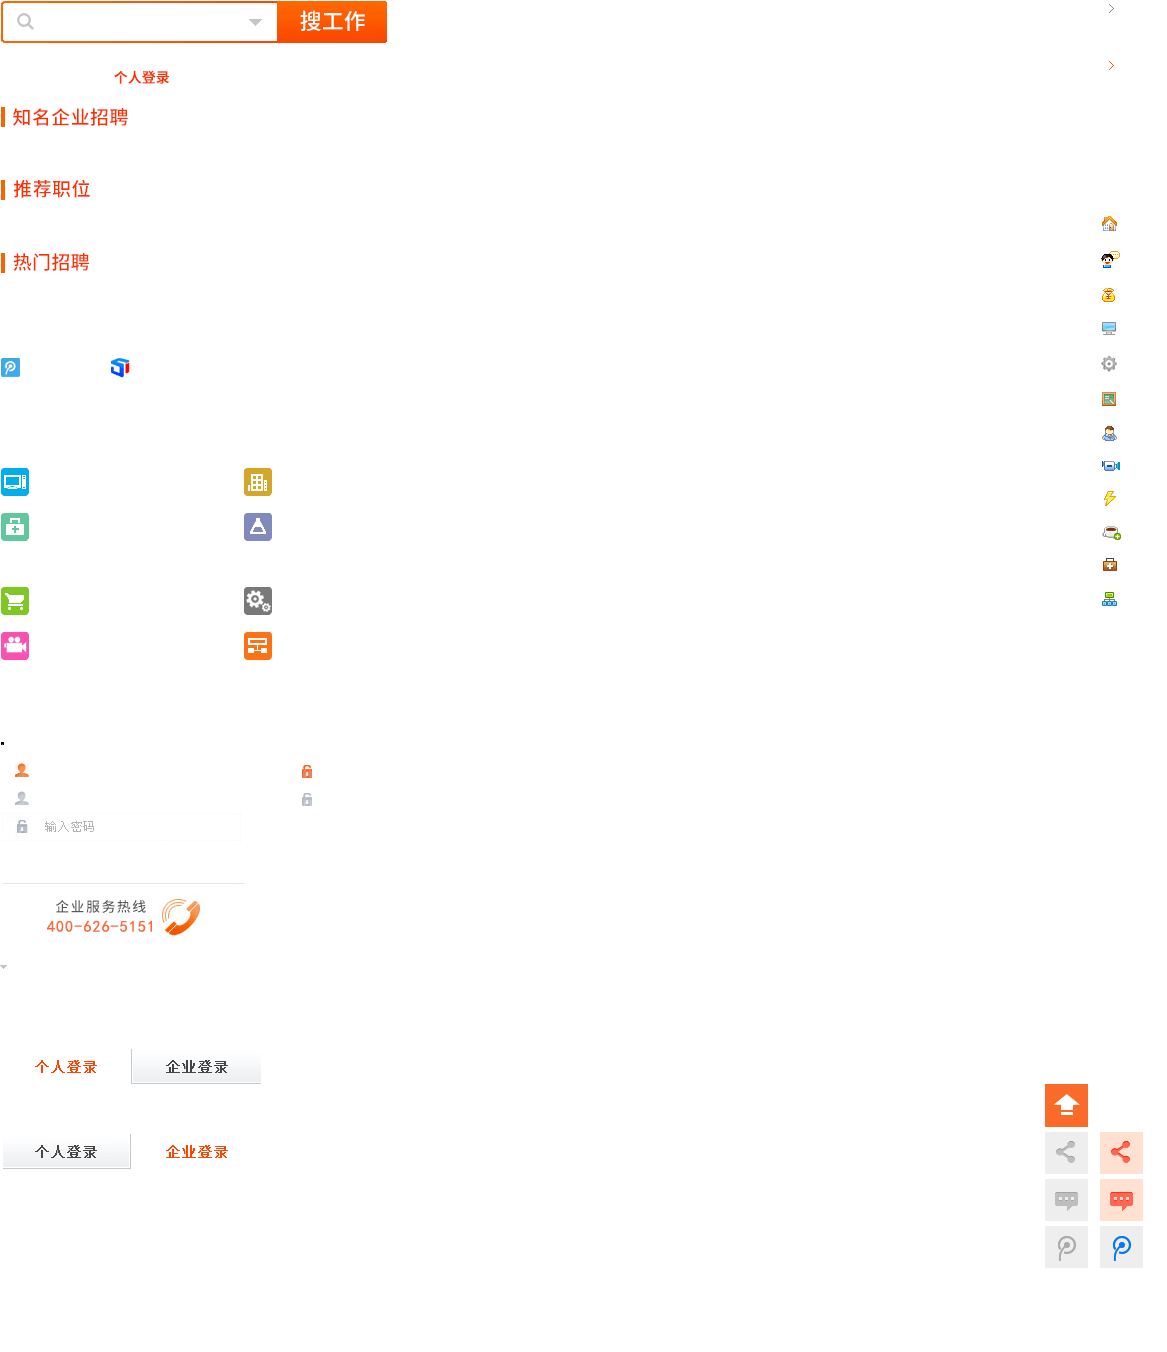 搜工作
个人登录
知名企业招聘
推荐职位
热门招聘
输入密码
企业服务热线
400-626-5151
个人登录 企业登录
个人登录 企业登录